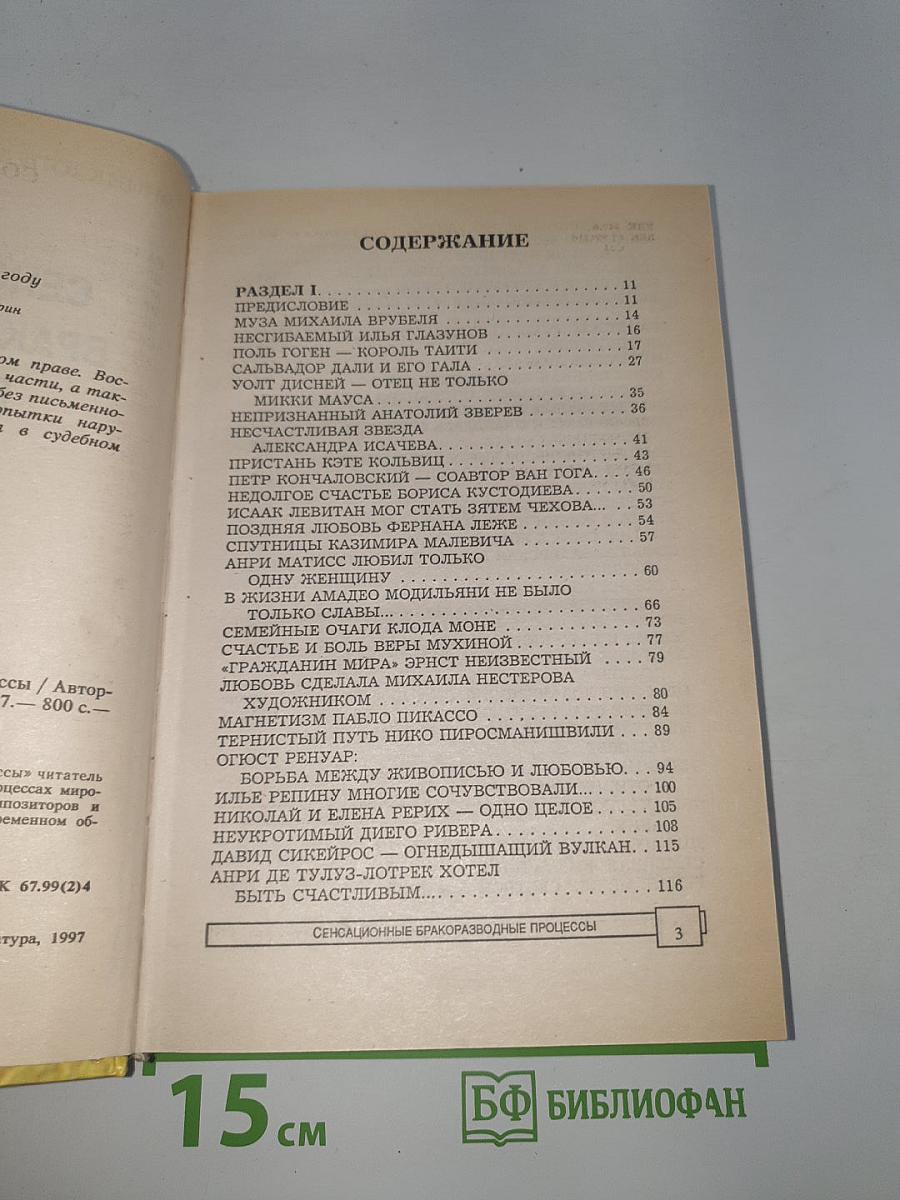 году
рин
ом праве. Вос-
части, а так-
без письменно-
опытки нару-
в судебном
ссы / Автор-
7.— 800 с.—
ссы» читатель
оцессах миро-
мпозиторов и
ременном об-
К 67.99(2)4
тура, 1997
СОДЕРЖАНИЕ
РАЗДЕЛ I. . . . . . . . . . . . . . . . . . . . . . . . . . . . . 11
ПРЕДИСЛОВИЕ . . . . . . . . . . . . . . . . . . . . . . . . . 11
МУЗА МИХАИЛА ВРУБЕЛЯ . . . . . . . . . . . . . . . . . 14
НЕСГИБАЕМЫЙ ИЛЬЯ ГЛАЗУНОВ . . . . . . . . . . . . 16
ПОЛЬ ГОГЕН — КОРОЛЬ ТАИТИ . . . . . . . . . . . . . 17
САЛЬВАДОР ДАЛИ И ЕГО ГАЛА . . . . . . . . . . . . . . 27
УОЛТ ДИСНЕЙ — ОТЕЦ НЕ ТОЛЬКО
МИККИ МАУСА. . . . . . . . . . . . . . . . . . . . . . . 35
НЕПРИЗНАННЫЙ АНАТОЛИЙ ЗВЕРЕВ . . . . . . . . . . 36
НЕСЧАСТЛИВАЯ ЗВЕЗДА
АЛЕКСАНДРА ИСАЧЕВА. . . . . . . . . . . . . . . . . 41
ПРИСТАНЬ КЭТЕ КОЛЬВИЦ . . . . . . . . . . . . . . . . . 43
ПЕТР КОНЧАЛОВСКИЙ — СОАВТОР ВАН ГОГА. . . . 46
НЕДОЛГОЕ СЧАСТЬЕ БОРИСА КУСТОДИЕВА. . . . . . 50
ИСААК ЛЕВИТАН МОГ СТАТЬ ЗЯТЕМ ЧЕХОВА... . . 53
ПОЗДНЯЯ ЛЮБОВЬ ФЕРНАНА ЛЕЖЕ . . . . . . . . . . . 54
СПУТНИЦЫ КАЗИМИРА МАЛЕВИЧА . . . . . . . . . . . 57
АНРИ МАТИСС ЛЮБИЛ ТОЛЬКО
ОДНУ ЖЕНЩИНУ . . . . . . . . . . . . . . . . . . . . . . 60
В ЖИЗНИ АМАДЕО МОДИЛЬЯНИ НЕ БЫЛО
ТОЛЬКО СЛАВЫ... . . . . . . . . . . . . . . . . . . . . . . 66
СЕМЕЙНЫЕ ОЧАГИ КЛОДА МОНЕ . . . . . . . . . . . . . 73
СЧАСТЬЕ И БОЛЬ ВЕРЫ МУХИНОЙ . . . . . . . . . . . . 77
«ГРАЖДАНИН МИРА» ЭРНСТ НЕИЗВЕСТНЫЙ . . . . 79
ЛЮБОВЬ СДЕЛАЛА МИХАИЛА НЕСТЕРОВА
ХУДОЖНИКОМ . . . . . . . . . . . . . . . . . . . . . . . . 80
МАГНЕТИЗМ ПАБЛО ПИКАССО . . . . . . . . . . . . . . . 84
ТЕРНИСТЫЙ ПУТЬ НИКО ПИРОСМАНИШВИЛИ . . . 89
ОГЮСТ РЕНУАР:
БОРЬБА МЕЖДУ ЖИВОПИСЬЮ И ЛЮБОВЬЮ. . . 94
ИЛЬЕ РЕПИНУ МНОГИЕ СОЧУВСТВОВАЛИ... . . . . . 100
НИКОЛАЙ И ЕЛЕНА РЕРИХ — ОДНО ЦЕЛОЕ . . . . . 105
НЕУКРОТИМЫЙ ДИЕГО РИВЕРА. . . . . . . . . . . . . . 108
ДАВИД СИКЕЙРОС — ОГНЕДЫШАЩИЙ ВУЛКАН. . 115
АНРИ ДЕ ТУЛУЗ-ЛОТРЕК ХОТЕЛ
БЫТЬ СЧАСТЛИВЫМ... . . . . . . . . . . . . . . . . . . . 116
СЕНСАЦИОННЫЕ БРАКОРАЗВОДНЫЕ ПРОЦЕССЫ 3
15 см
БФ БИБЛИОФАН